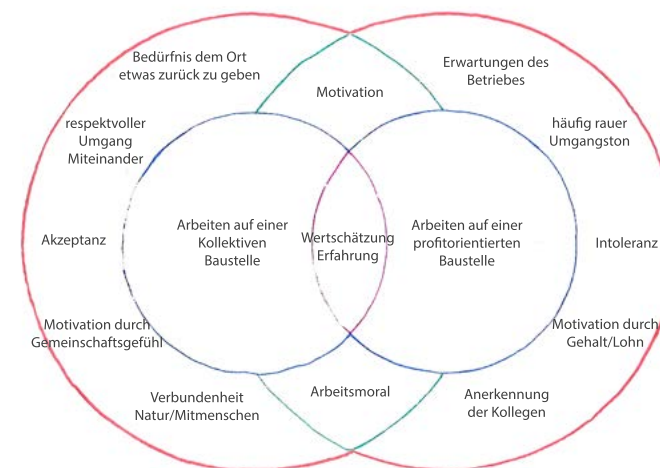 Bedürfnis dem Ort
etwas zurück zu geben
Erwartungen des
Betriebes
Motivation
respektvoller
Umgang
Miteinander
häufig rauer
Umgangston
Akzeptanz
Arbeiten auf einer
Kollektiven
Baustelle
Wertschätzung
Erfahrung
Arbeiten auf einer
profitorientierten
Baustelle
Intoleranz
Motivation durch
Gemeinschaftsgefühl
Motivation durch
Gehalt/Lohn
Verbundenheit
Natur/Mitmenschen
Arbeitsmoral
Anerkennung
der Kollegen